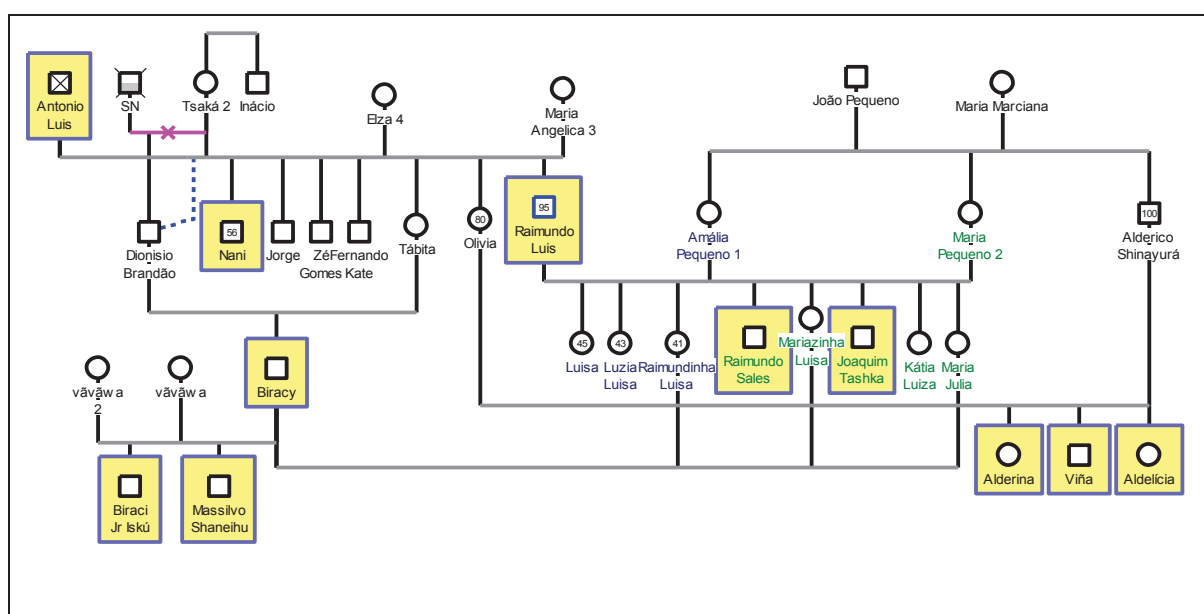 Antonio
Luis
SN
Tsaká 2
Inácio
Elza 4
Maria
Angelica 3
João Pequeno
Maria Marciana
Dionisio
Brandão
56
Nani
Jorge
Zé
Gomes
Fernando
Kate
Tábita
80
Olivia
95
Raimundo
Luis
Amália
Pequeno 1
Maria
Pequeno 2
100
Alderico
Shinayurá
45
Luisa
43
Luzia
Luisa
41
Raimundinha
Luisa
Raimundo
Sales
Mariazinha
Luisa
Joaquim
Tashka
Kátia
Luiza
Maria
Julia
vãvãwa
2
vãvãwa
Biracy
Biraci
Jr Iskú
Massilvo
Shaneihu
Alderina
Viña
Aldelícia